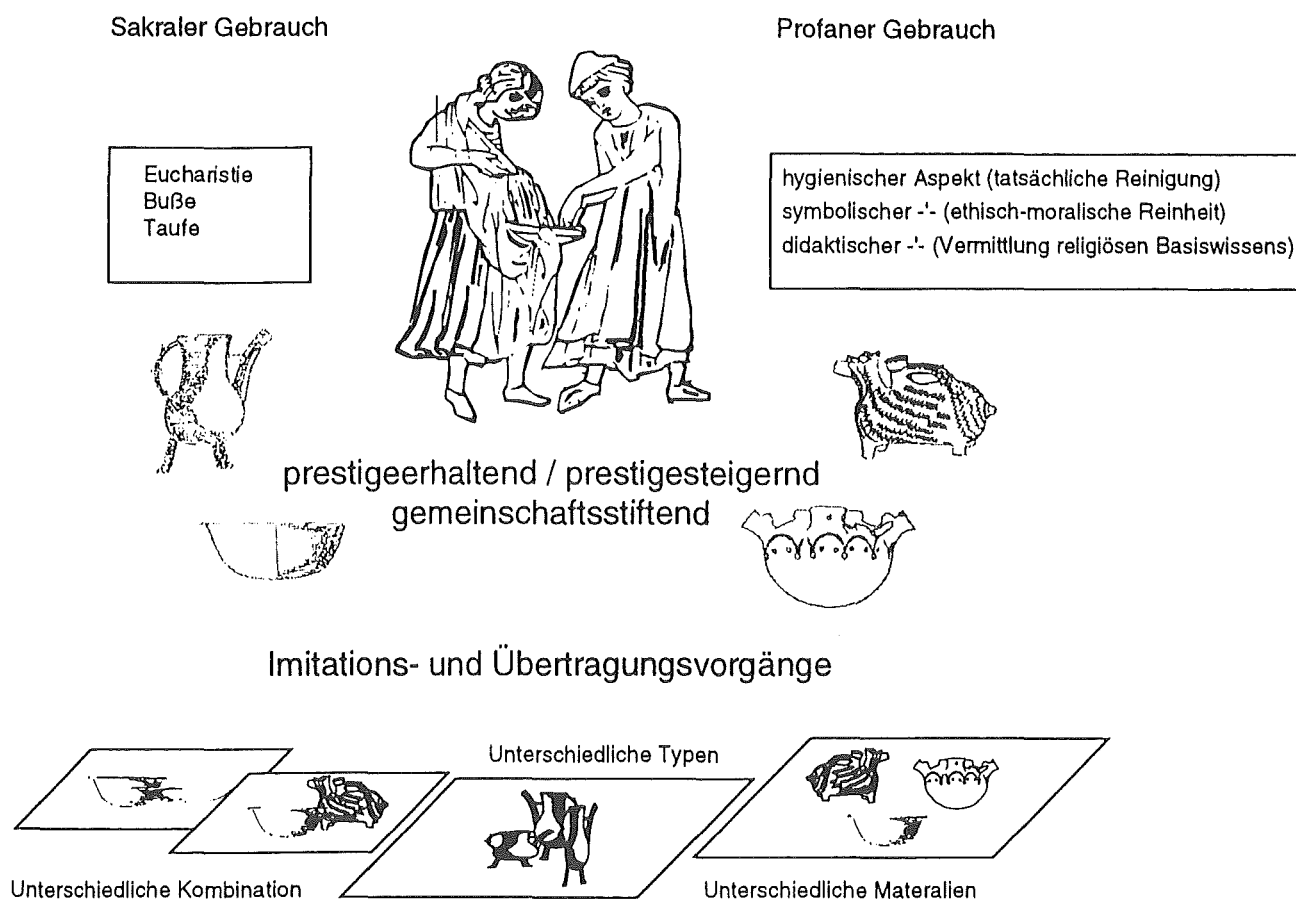 Sakraler Gebrauch
Profaner Gebrauch
Eucharistie
Buße
Taufe
hygienischer Aspekt (tatsächliche Reinigung)
symbolischer -'- (ethisch-moralische Reinheit)
didaktischer -'- (Vermittlung religiösen Basiswissens)
prestigeerhaltend / prestigesteigernd
gemeinschaftsstiftend
Imitations- und Übertragungsvorgänge
Unterschiedliche Typen
Unterschiedliche Kombination
Unterschiedliche Materalien